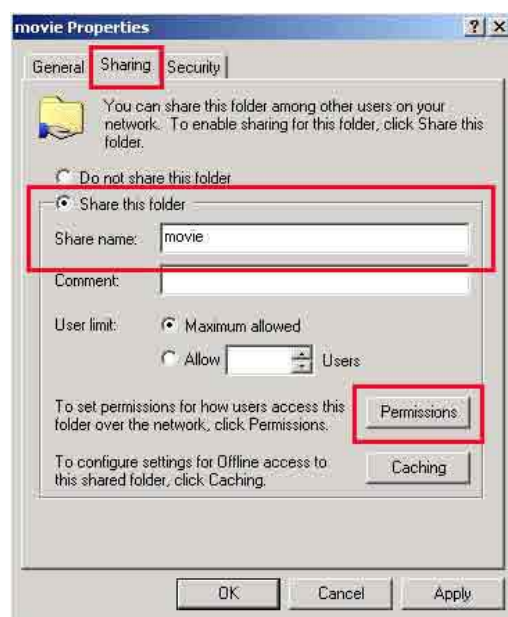 movie Properties
General Sharing Security
You can share this folder among other users on your
network. To enable sharing for this folder, click Share this
folder.
Do not share this folder
Share this folder
Share name: movie
Comment:
User limit: Maximum allowed
Allow Users
To set permissions for how users access this
folder over the network, click Permissions.
Permissions
To configure settings for Offline access to
this shared folder, click Caching.
Caching
OK Cancel Apply